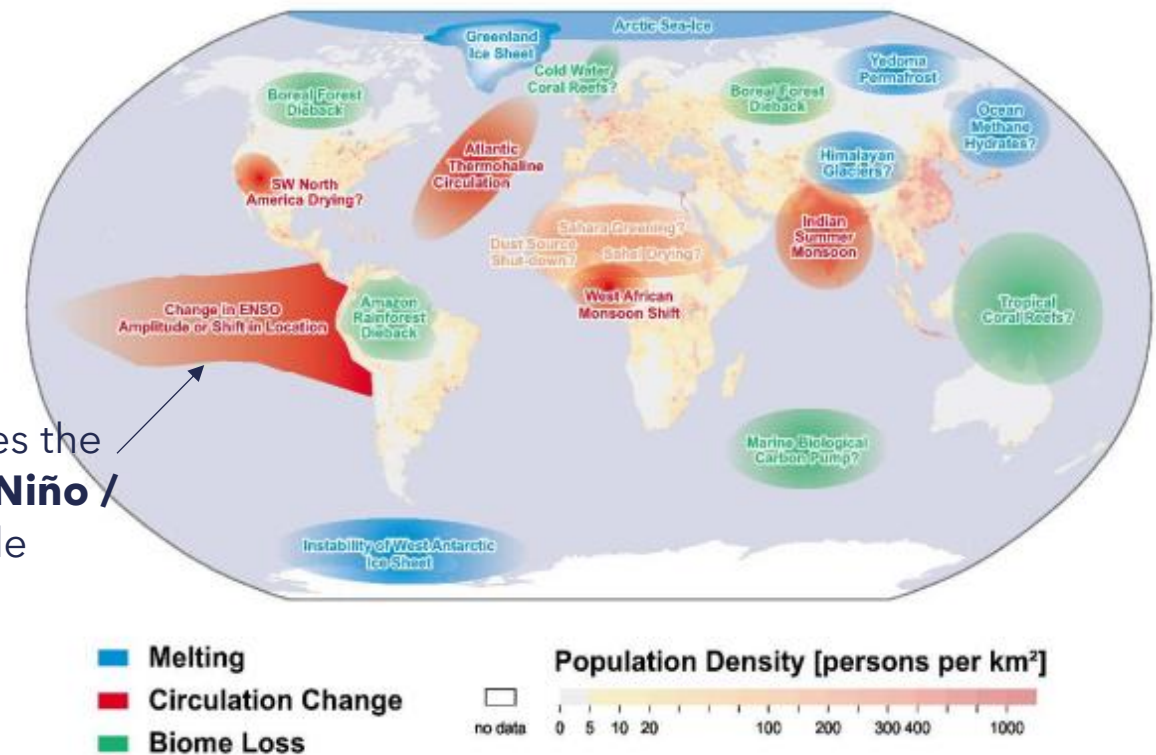 Arctic Sea-Ice
Greenland
Ice Sheet
Cold Water
Coral Reefs?
Yedoma
Permafrost
Boreal Forest
Dieback
Boreal Forest
Dieback
Ocean
Methane
Hydrates?
Atlantic
Thermohaline
Circulation
Himalayan
Glaciers?
SW North
America Drying?
Sahara Greening?
Dust Source
Shut-down?
Sahel Drying?
Indian
Summer
Monsoon
West African
Monsoon Shift
Change in ENSO
Amplitude or Shift in Location
Amazon
Rainforest
Dieback
Tropical
Coral Reefs?
es the
Niño /
le
Marine Biological
Carbon Pump?
Instability of West Antarctic
Ice Sheet
Melting
Circulation Change
Biome Loss
no data
Population Density [persons per km²]
0 5 10 20 100 200 300 400 1000